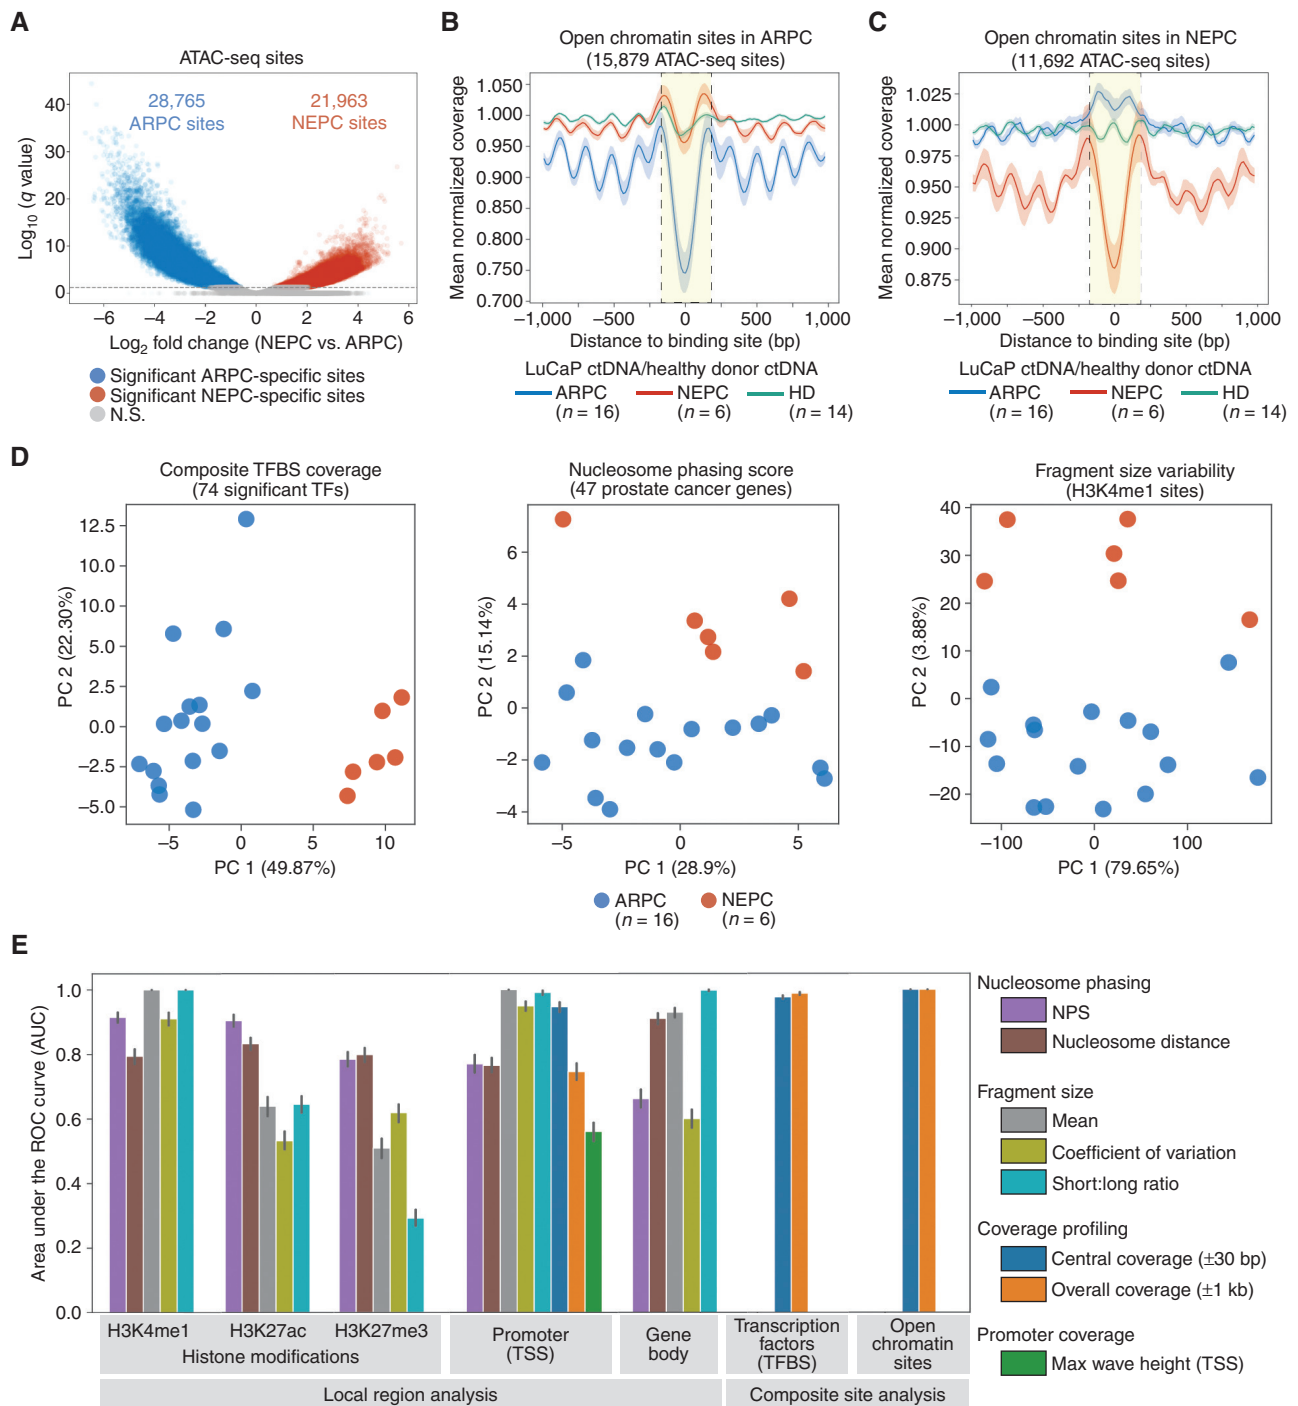 A
ATAC-seq sites
28,765
ARPC sites
21,963
NEPC sites
Log10 (q value)
40
30
20
10
0
−6
−4
−2
0
2
4
6
Log2 fold change (NEPC vs. ARPC)
Significant ARPC-specific sites
Significant NEPC-specific sites
N.S.
B
Open chromatin sites in ARPC
(15,879 ATAC-seq sites)
Mean normalized coverage
1.050
1.000
0.950
0.900
0.850
0.800
0.750
0.700
−1,000
−500
0
500
1,000
Distance to binding site (bp)
LuCaP ctDNA/healthy donor ctDNA
ARPC
(n = 16)
NEPC
(n = 6)
HD
(n = 14)
C
Open chromatin sites in NEPC
(11,692 ATAC-seq sites)
Mean normalized coverage
1.025
1.000
0.975
0.950
0.925
0.900
0.875
−1,000
−500
0
500
1,000
Distance to binding site (bp)
LuCaP ctDNA/healthy donor ctDNA
ARPC
(n = 16)
NEPC
(n = 6)
HD
(n = 14)
D
Composite TFBS coverage
(74 significant TFs)
PC 2 (22.30%)
12.5
10.0
10.0
5.0
2.5
0.0
−2.5
−5.0
−5
0
5
10
PC 1 (49.87%)
Nucleosome phasing score
(47 prostate cancer genes)
PC 2 (15.14%)
6
4
2
0
−2
−4
−5
0
5
PC 1 (28.9%)
Fragment size variability
(H3K4me1 sites)
PC 2 (3.88%)
40
30
20
10
0
−10
−20
−100
0
100
PC 1 (79.65%)
ARPC
(n = 16)
NEPC
(n = 6)
E
Area under the ROC curve (AUC)
1.0
0.8
0.6
0.4
0.2
0.0
H3K4me1
H3K27ac
H3K27me3
Histone modifications
Promoter
(TSS)
Gene
body
Transcription
factors
(TFBS)
Open
chromatin
sites
Local region analysis
Composite site analysis
Nucleosome phasing
NPS
Nucleosome distance
Fragment size
Mean
Coefficient of variation
Short:long ratio
Coverage profiling
Central coverage (±30 bp)
Overall coverage (±1 kb)
Promoter coverage
Max wave height (TSS)